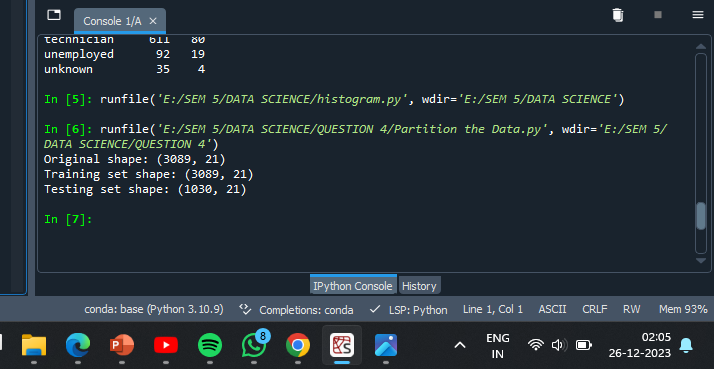 Console 1/A
technician 611 80
unemployed 92 19
unknown 35 4
In [5]: runfile('E:/SEM 5/DATA SCIENCE/histogram.py', wdir='E:/SEM 5/DATA SCIENCE')
In [6]: runfile('E:/SEM 5/DATA SCIENCE/QUESTION 4/Partition the Data.py', wdir='E:/SEM 5/
DATA SCIENCE/QUESTION 4')
Original shape: (3089, 21)
Training set shape: (3089, 21)
Testing set shape: (1030, 21)
In [7]:
IPython Console History
conda: base (Python 3.10.9) Completions: conda LSP: Python Line 1, Col 1 ASCII CRLF RW Mem 93%
8
ENG 02:05
IN 26-12-2023